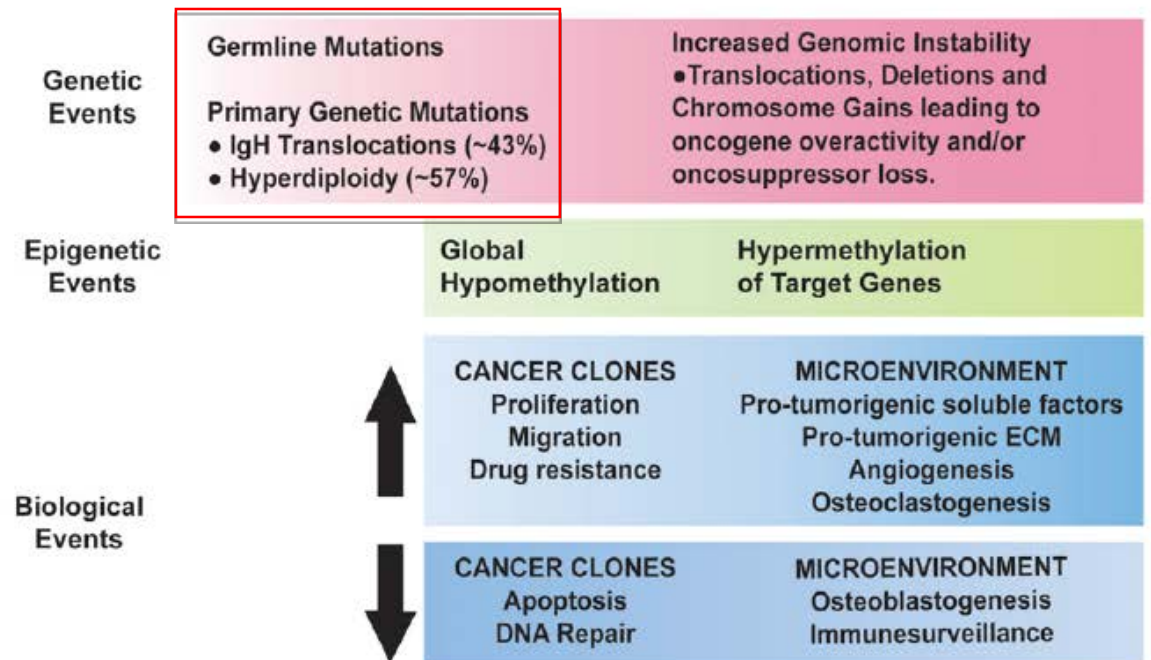 Genetic
Events
Germline Mutations
Primary Genetic Mutations
● IgH Translocations (~43%)
● Hyperdiploidy (~57%)
Increased Genomic Instability
●Translocations, Deletions and
Chromosome Gains leading to
oncogene overactivity and/or
oncosuppressor loss.
Epigenetic
Events
Global
Hypomethylation
Hypermethylation
of Target Genes
Biological
Events
CANCER CLONES
Proliferation
Migration
Drug resistance
MICROENVIRONMENT
Pro-tumorigenic soluble factors
Pro-tumorigenic ECM
Angiogenesis
Osteoclastogenesis
CANCER CLONES
Apoptosis
DNA Repair
MICROENVIRONMENT
Osteoblastogenesis
Immunesurveillance